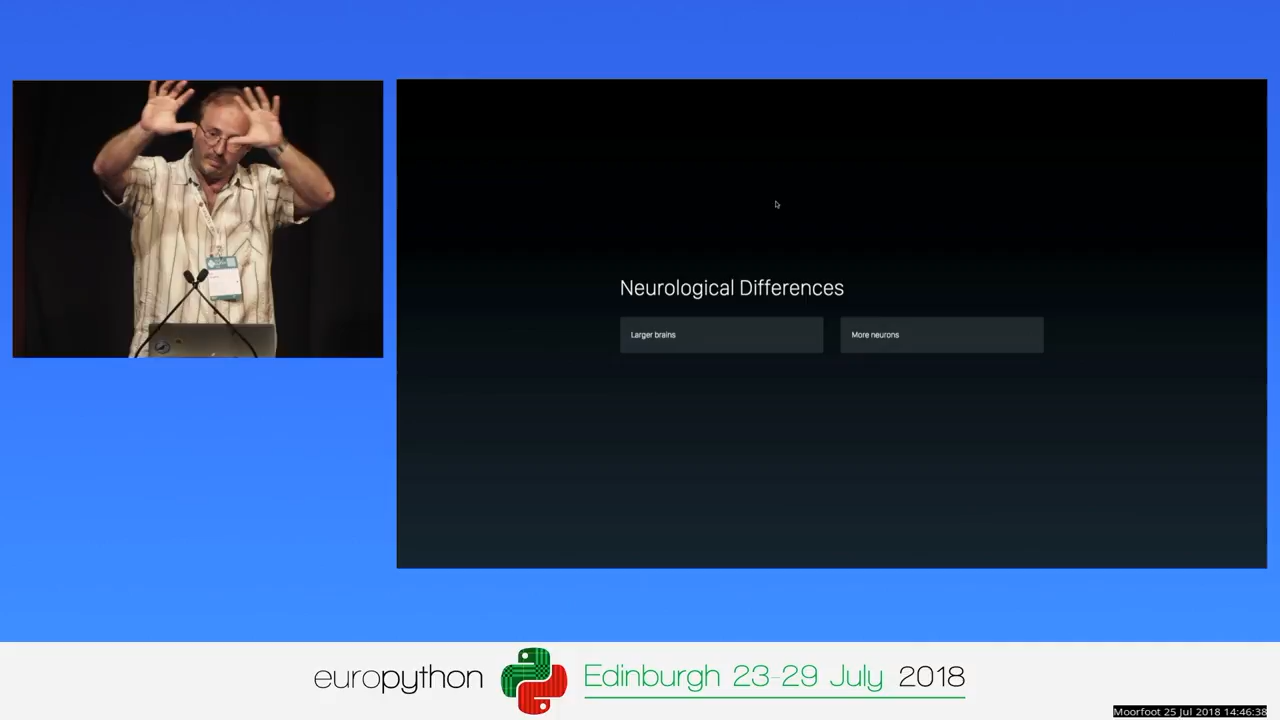 Neurological Differences
Larger brains
More neurons
europython
Edinburgh 23-29 July 2018
Moorfoot 25 Jul 2018 14:46:38